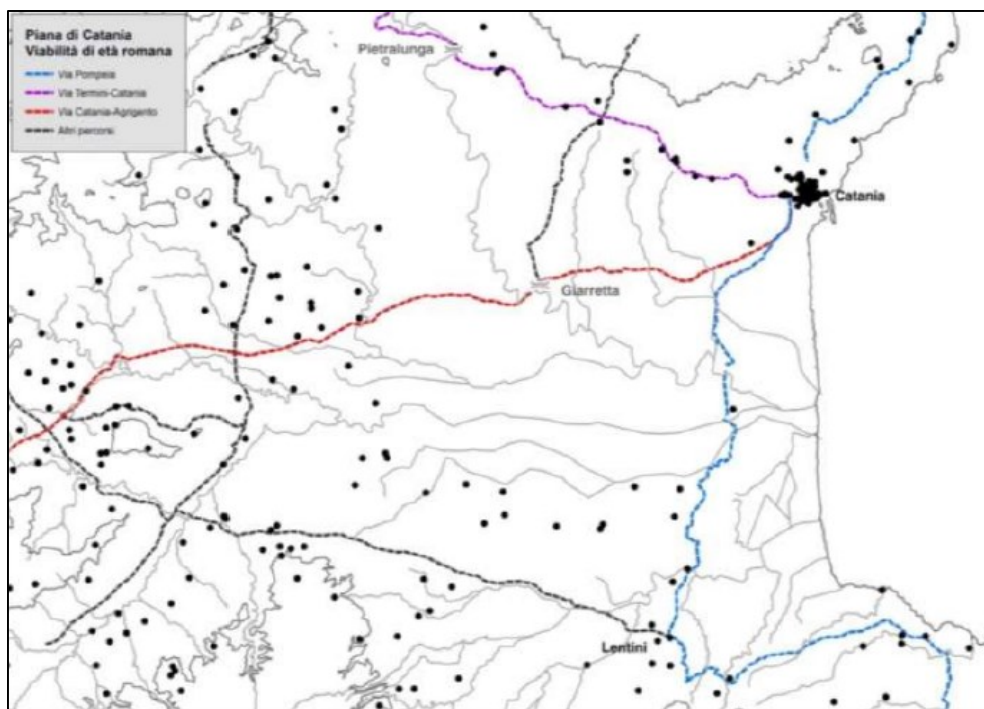 Piana di Catania
Viabilità di età romana
Via Pompeia
Via Termini-Catania
Via Catania-Agrigento
Altri percorsi
Pietralunga
Catania
Giarretta
Lentini